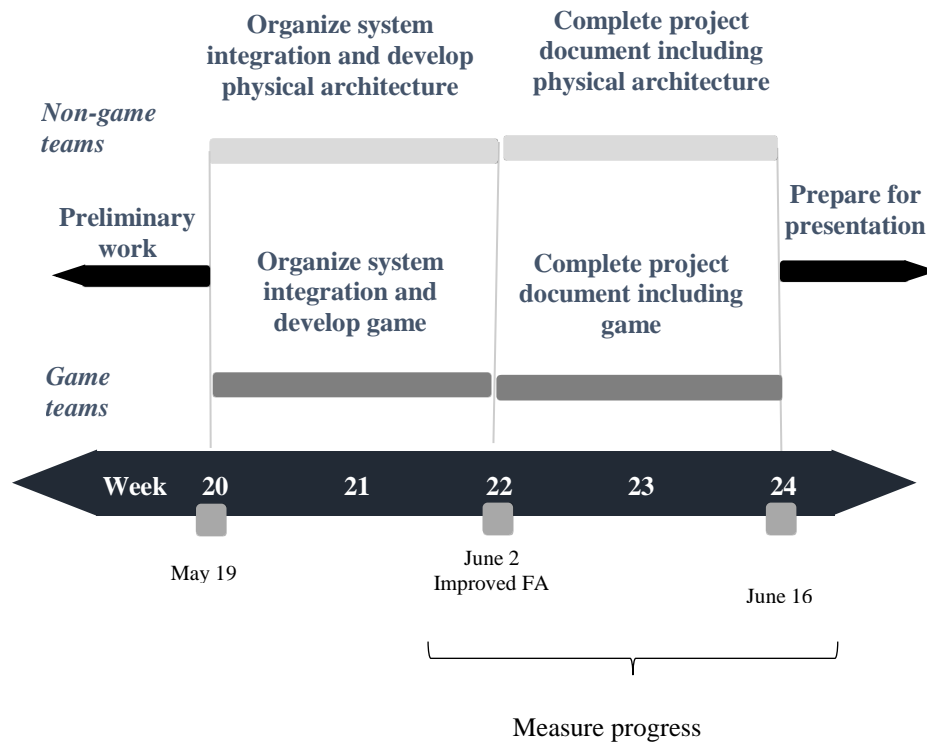 Organize system
integration and develop
physical architecture
Complete project
document including
physical architecture
Non-game
teams
Preliminary
work
Prepare for
presentation
Organize system
integration and
develop game
Complete project
document including
game
Game
teams
Week 20 21 22 23 24
May 19
June 2
Improved FA
June 16
Measure progress